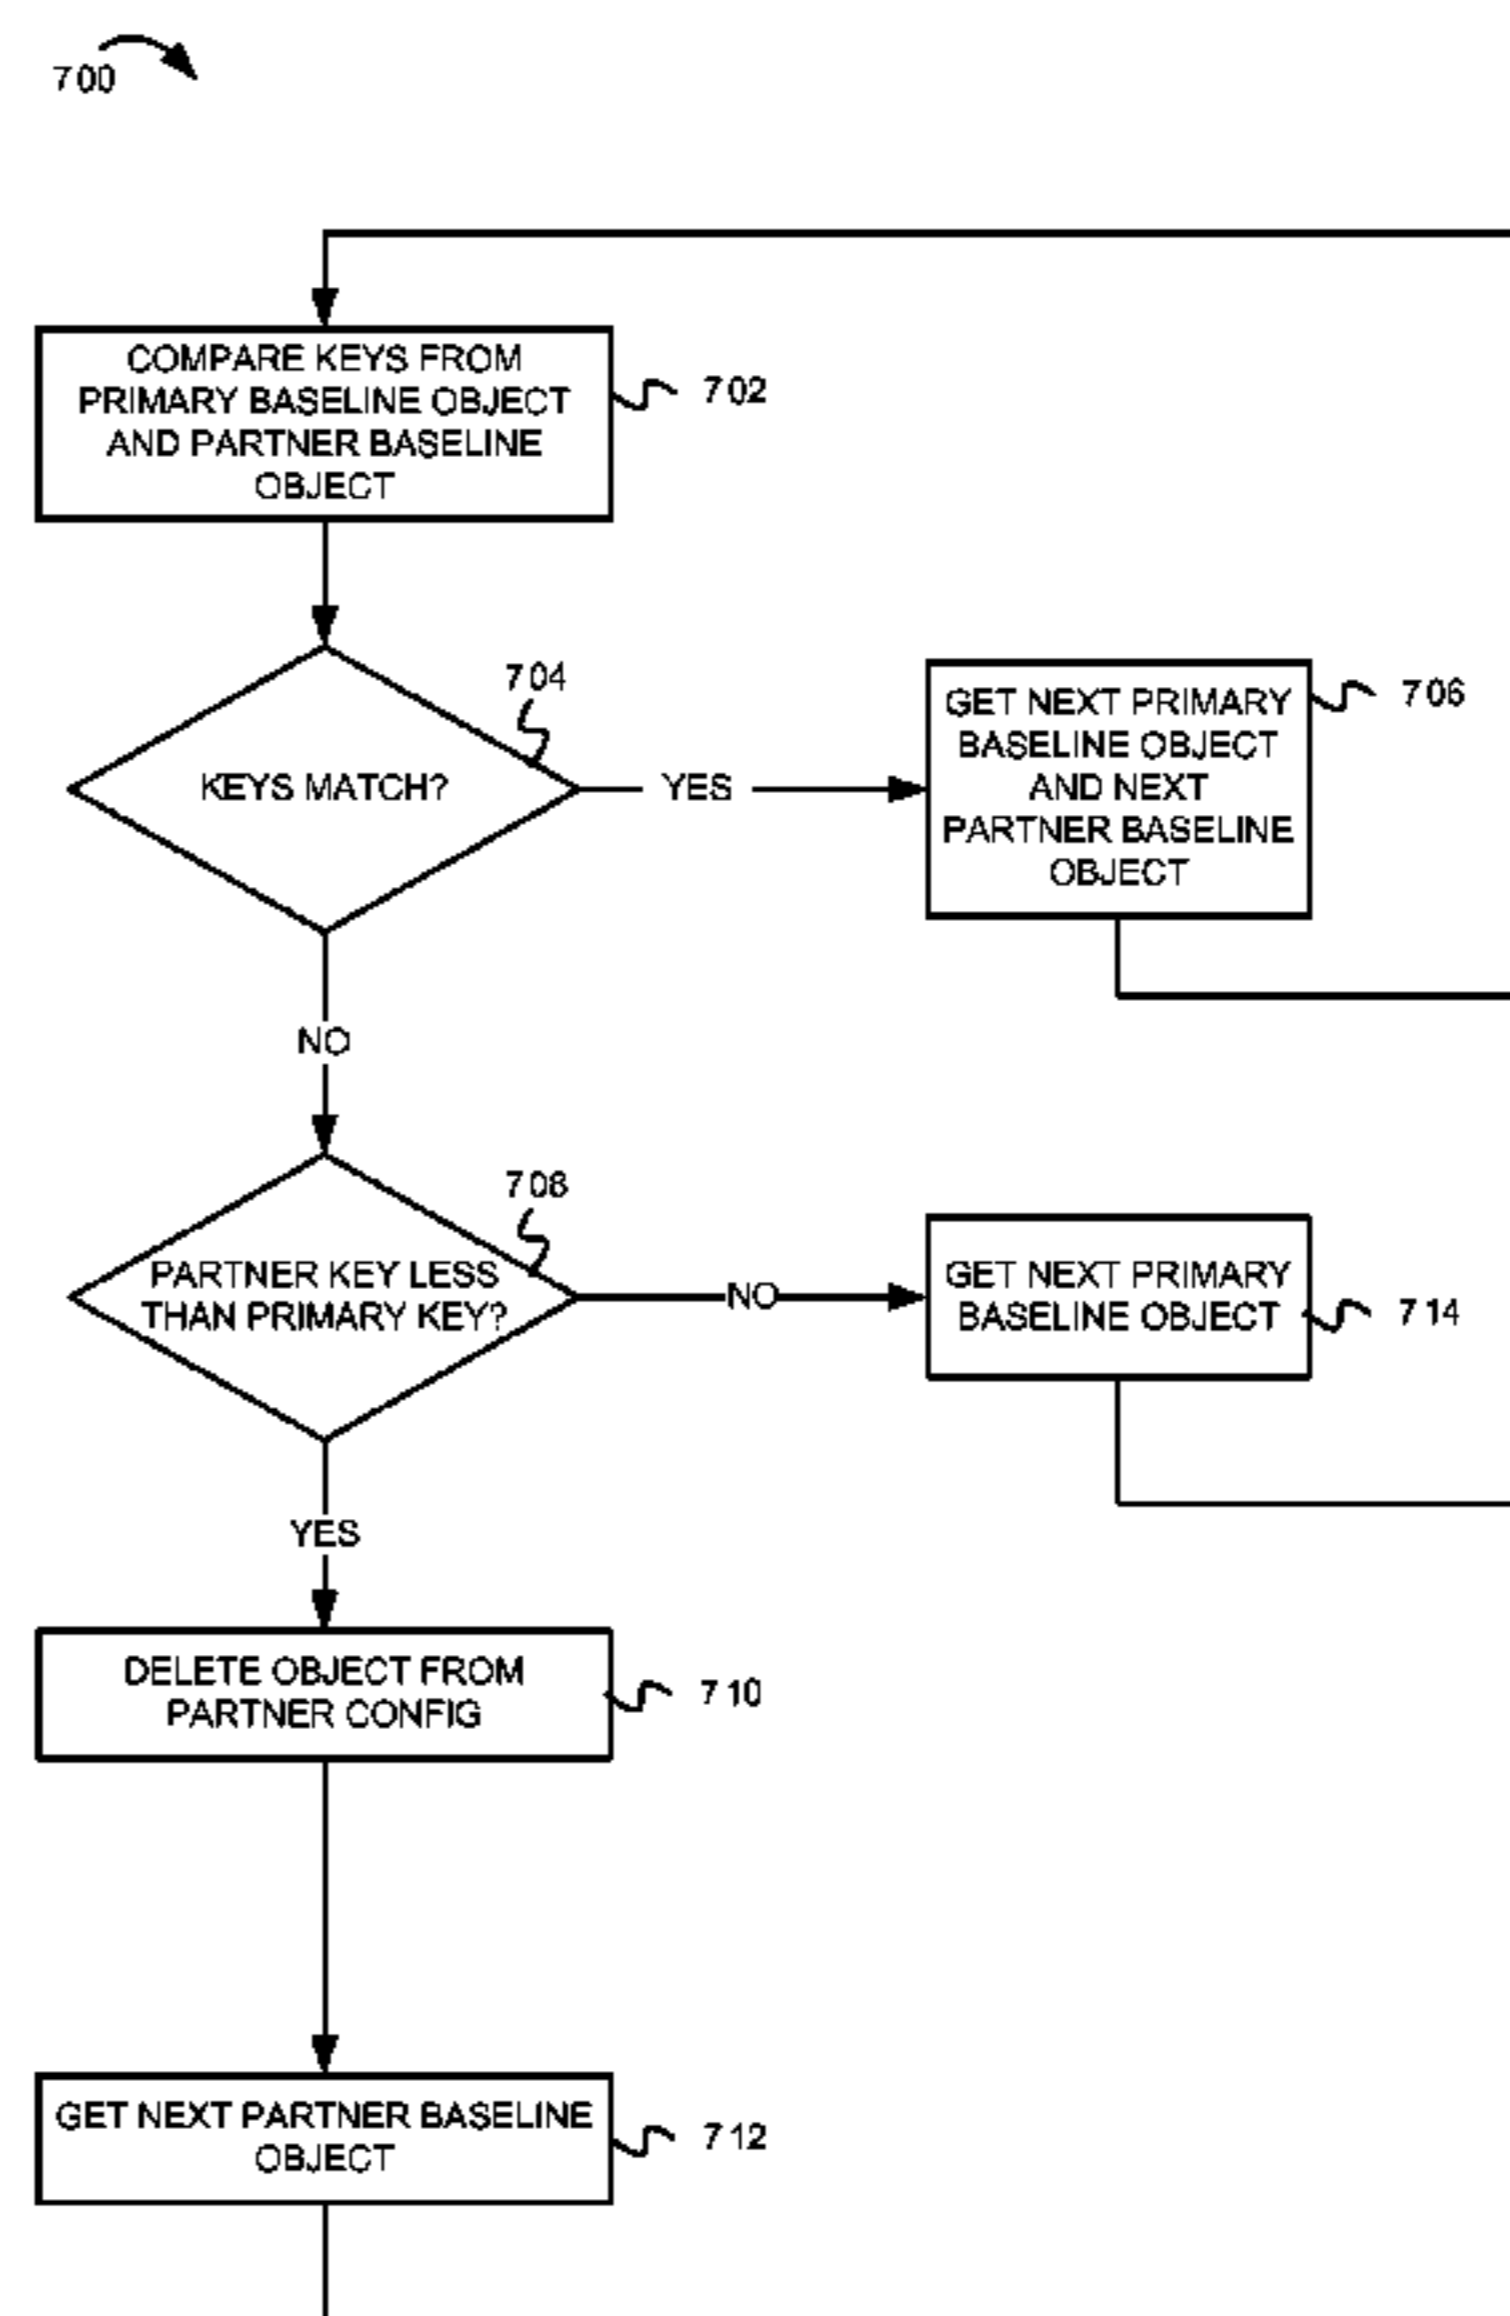 700
COMPARE KEYS FROM
PRIMARY BASELINE OBJECT
AND PARTNER BASELINE
OBJECT
702
704
KEYS MATCH?
YES
GET NEXT PRIMARY
BASELINE OBJECT
AND NEXT
PARTNER BASELINE
OBJECT
706
NO
708
PARTNER KEY LESS
THAN PRIMARY KEY?
NO
GET NEXT PRIMARY
BASELINE OBJECT
714
YES
DELETE OBJECT FROM
PARTNER CONFIG
710
GET NEXT PARTNER BASELINE
OBJECT
712